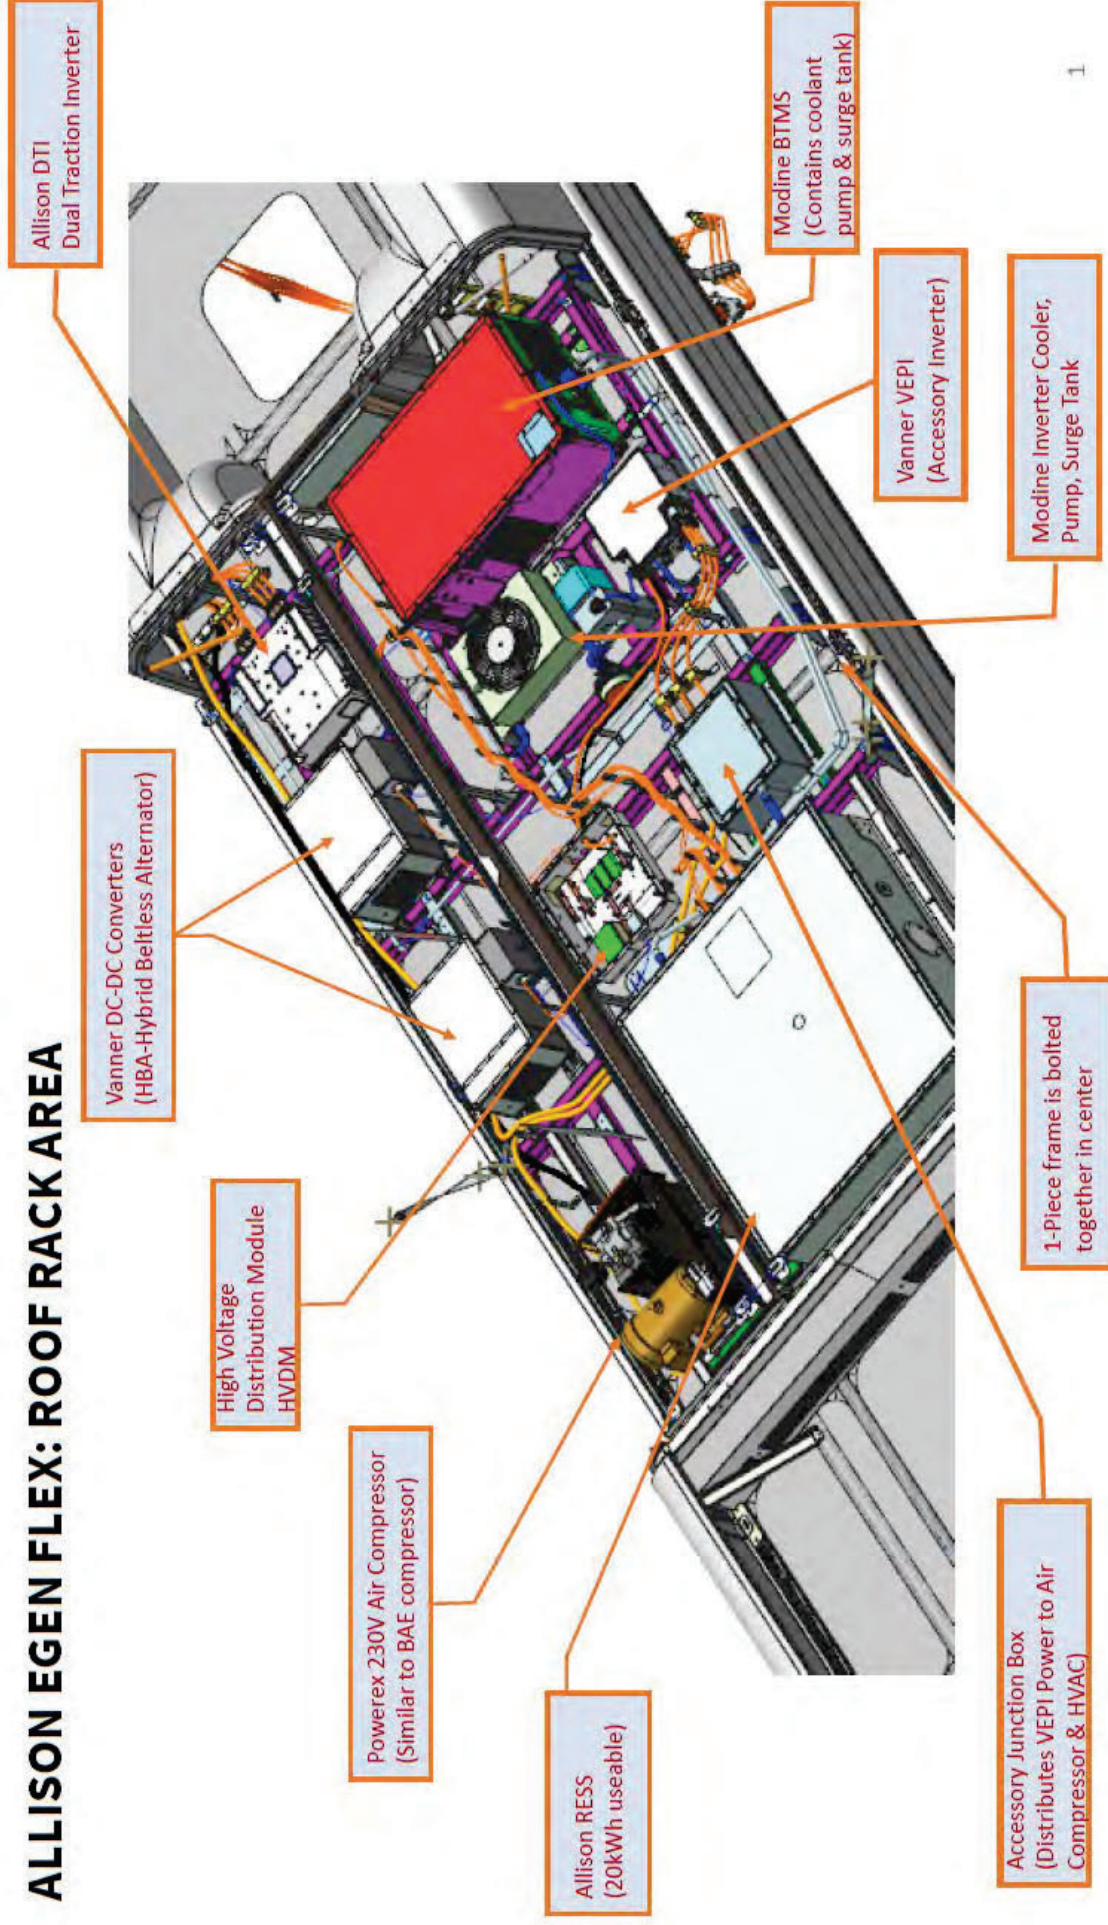 ALLISON EGEN FLEX: ROOF RACK AREA
Vanner DC-DC Converters
(HBA-Hybrid Beltless Alternator)
Allison DTI
Dual Traction Inverter
High Voltage
Distribution Module
HVDM
Powerex 230V Air Compressor
(Similar to BAE compressor)
Allison RESS
(20kWh useable)
Modine BTMS
(Contains coolant
pump & surge tank)
Vanner VEPI
(Accessory Inverter)
Modine Inverter Cooler,
Pump, Surge Tank
Accessory Junction Box
(Distributes VEPI Power to Air
Compressor & HVAC)
1-Piece frame is bolted
together in center
1